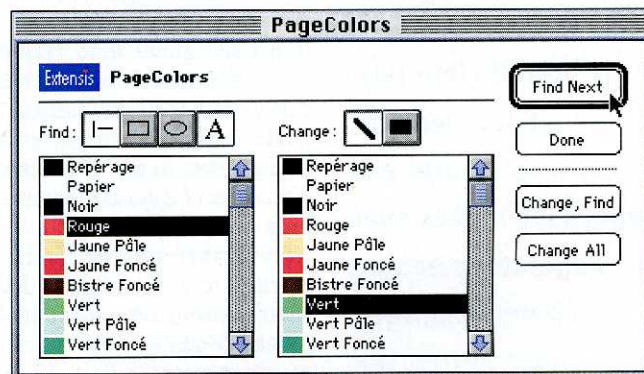 PageColors
Extensis PageColors
Find Next
Find: A
Change:
Done
Change, Find
Change All
Repérage
Papier
Noir
Rouge
Jaune Pâle
Jaune Foncé
Bistre Foncé
Vert
Vert Pâle
Vert Foncé
Repérage
Papier
Noir
Rouge
Jaune Pâle
Jaune Foncé
Bistre Foncé
Vert
Vert Pâle
Vert Foncé